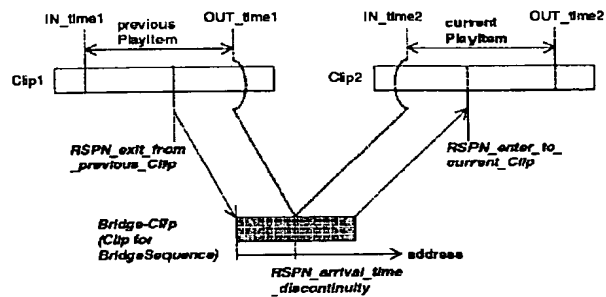 IN_time1
previous
PlayItem
OUT_time1
IN_time2
current
PlayItem
OUT_time2
Clip1
Clip2
RSPN_exit_from
_previous_Clip
RSPN_enter_to_
current_Clip
Bridge-Clip
(Clip for
BridgeSequence)
address
RSPN_arrival_time
_discontinuity